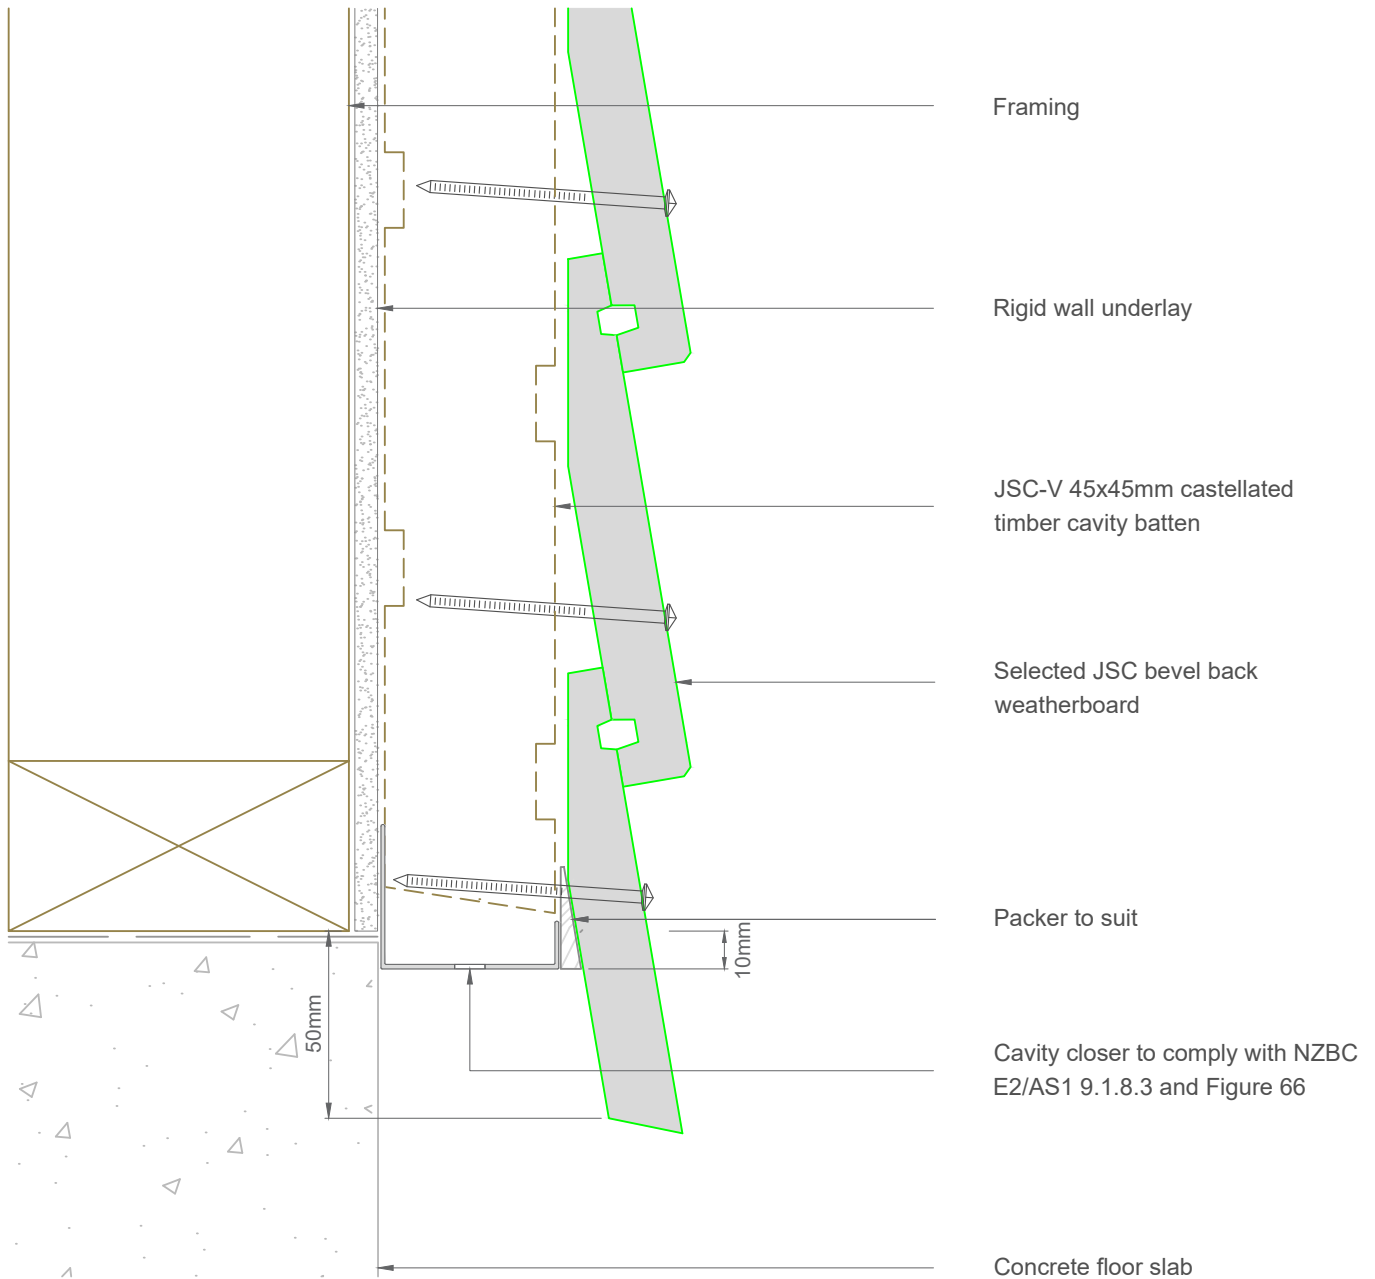 Framing
Rigid wall underlay
JSC-V 45x45mm castellated
timber cavity batten
Selected JSC bevel back
weatherboard
Packer to suit
10mm
50mm
Cavity closer to comply with NZBC
E2/AS1 9.1.8.3 and Figure 66
Concrete floor slab